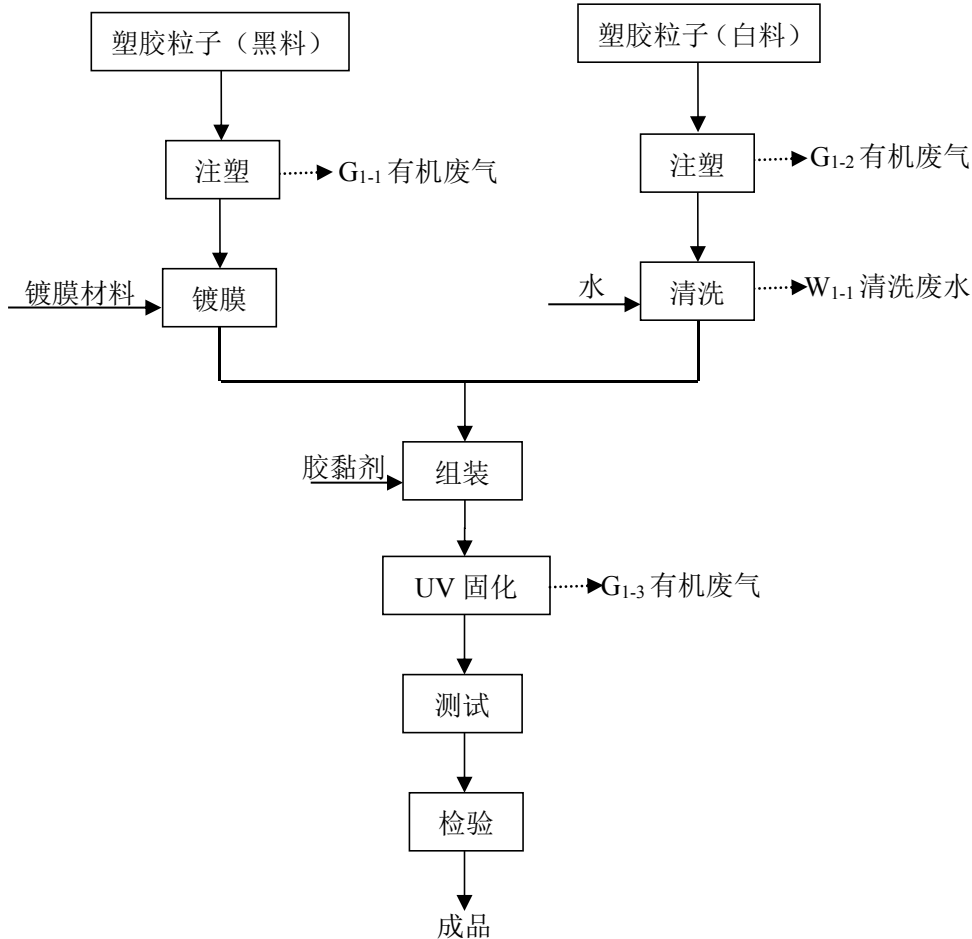 塑胶粒子（黑料）
塑胶粒子（白料）
注塑
G1-1 有机废气
注塑
G1-2 有机废气
镀膜材料
镀膜
水
清洗
W1-1 清洗废水
胶黏剂
组装
UV 固化
G1-3 有机废气
测试
检验
成品